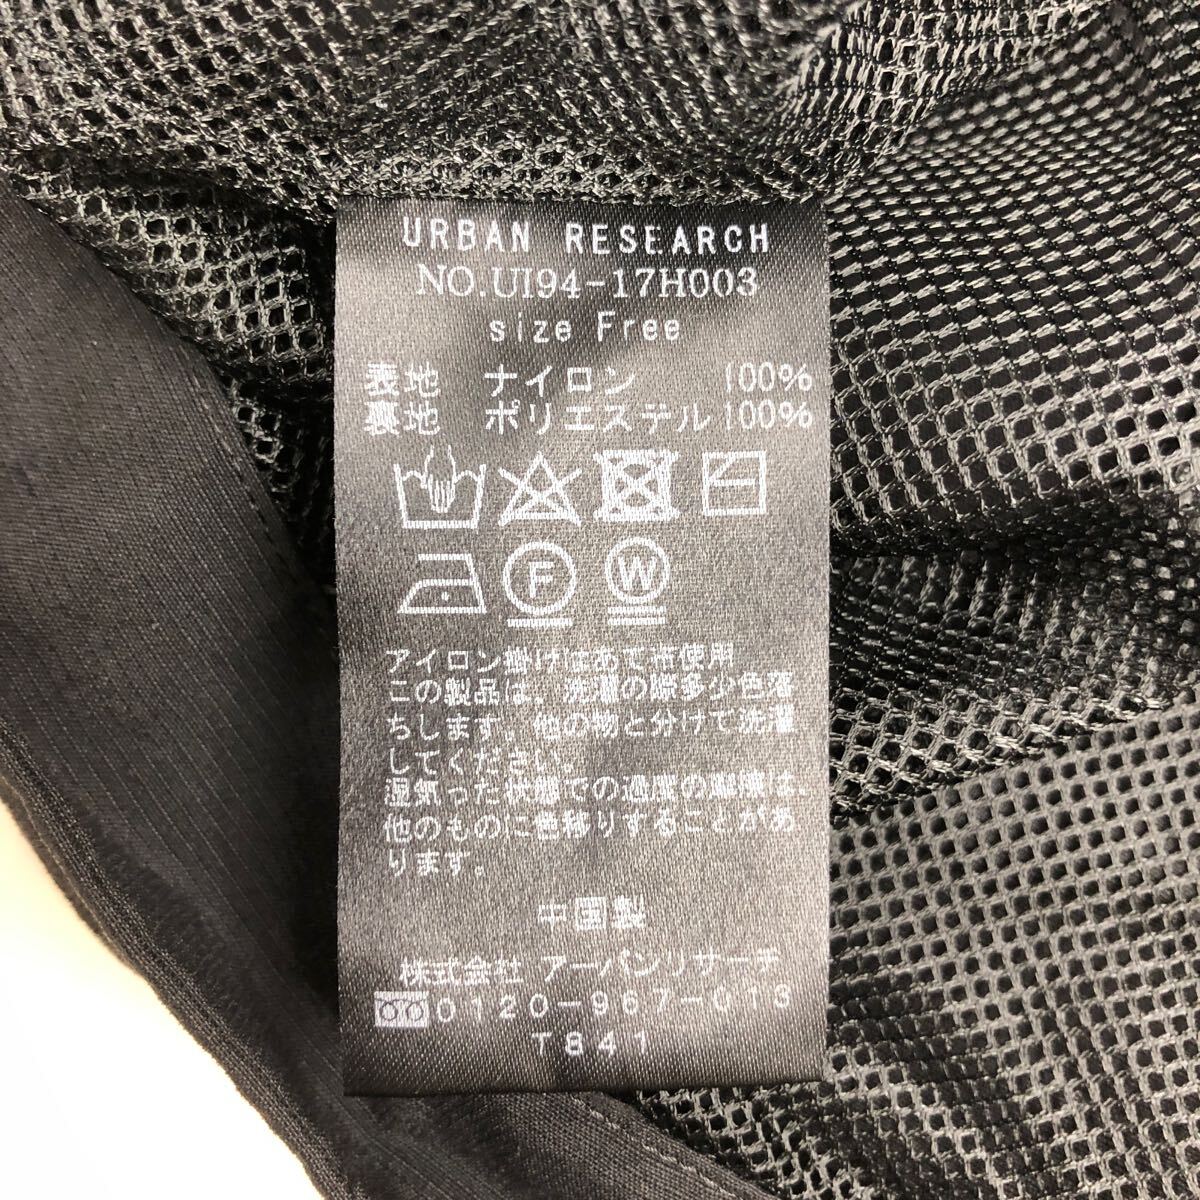 URBAN RESEARCH
NO.UI94-17H003
size Free
表地 ナイロン 100%
裏地 ポリエステル 100%
F W
アイロン掛けはあて布使用
この製品は、洗濯の際多少色落
ちします。他の物と分けて洗濯
してください。
湿気った状態での過度の摩擦は、
他のものに色移りすることがあ
ります。
中国製
株式会社 アーバンリサーチ
0120-967-013
T841